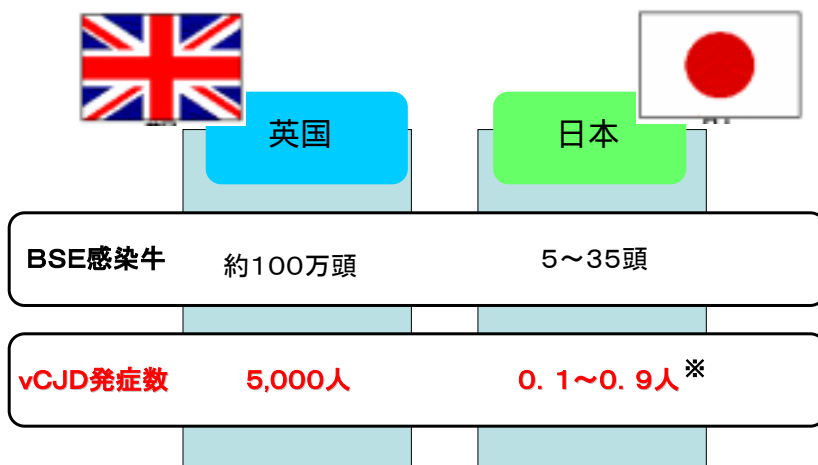 英国
日本
BSE感染牛
約100万頭
5～35頭
vCJD発症数
5,000人
0.1～0.9人※